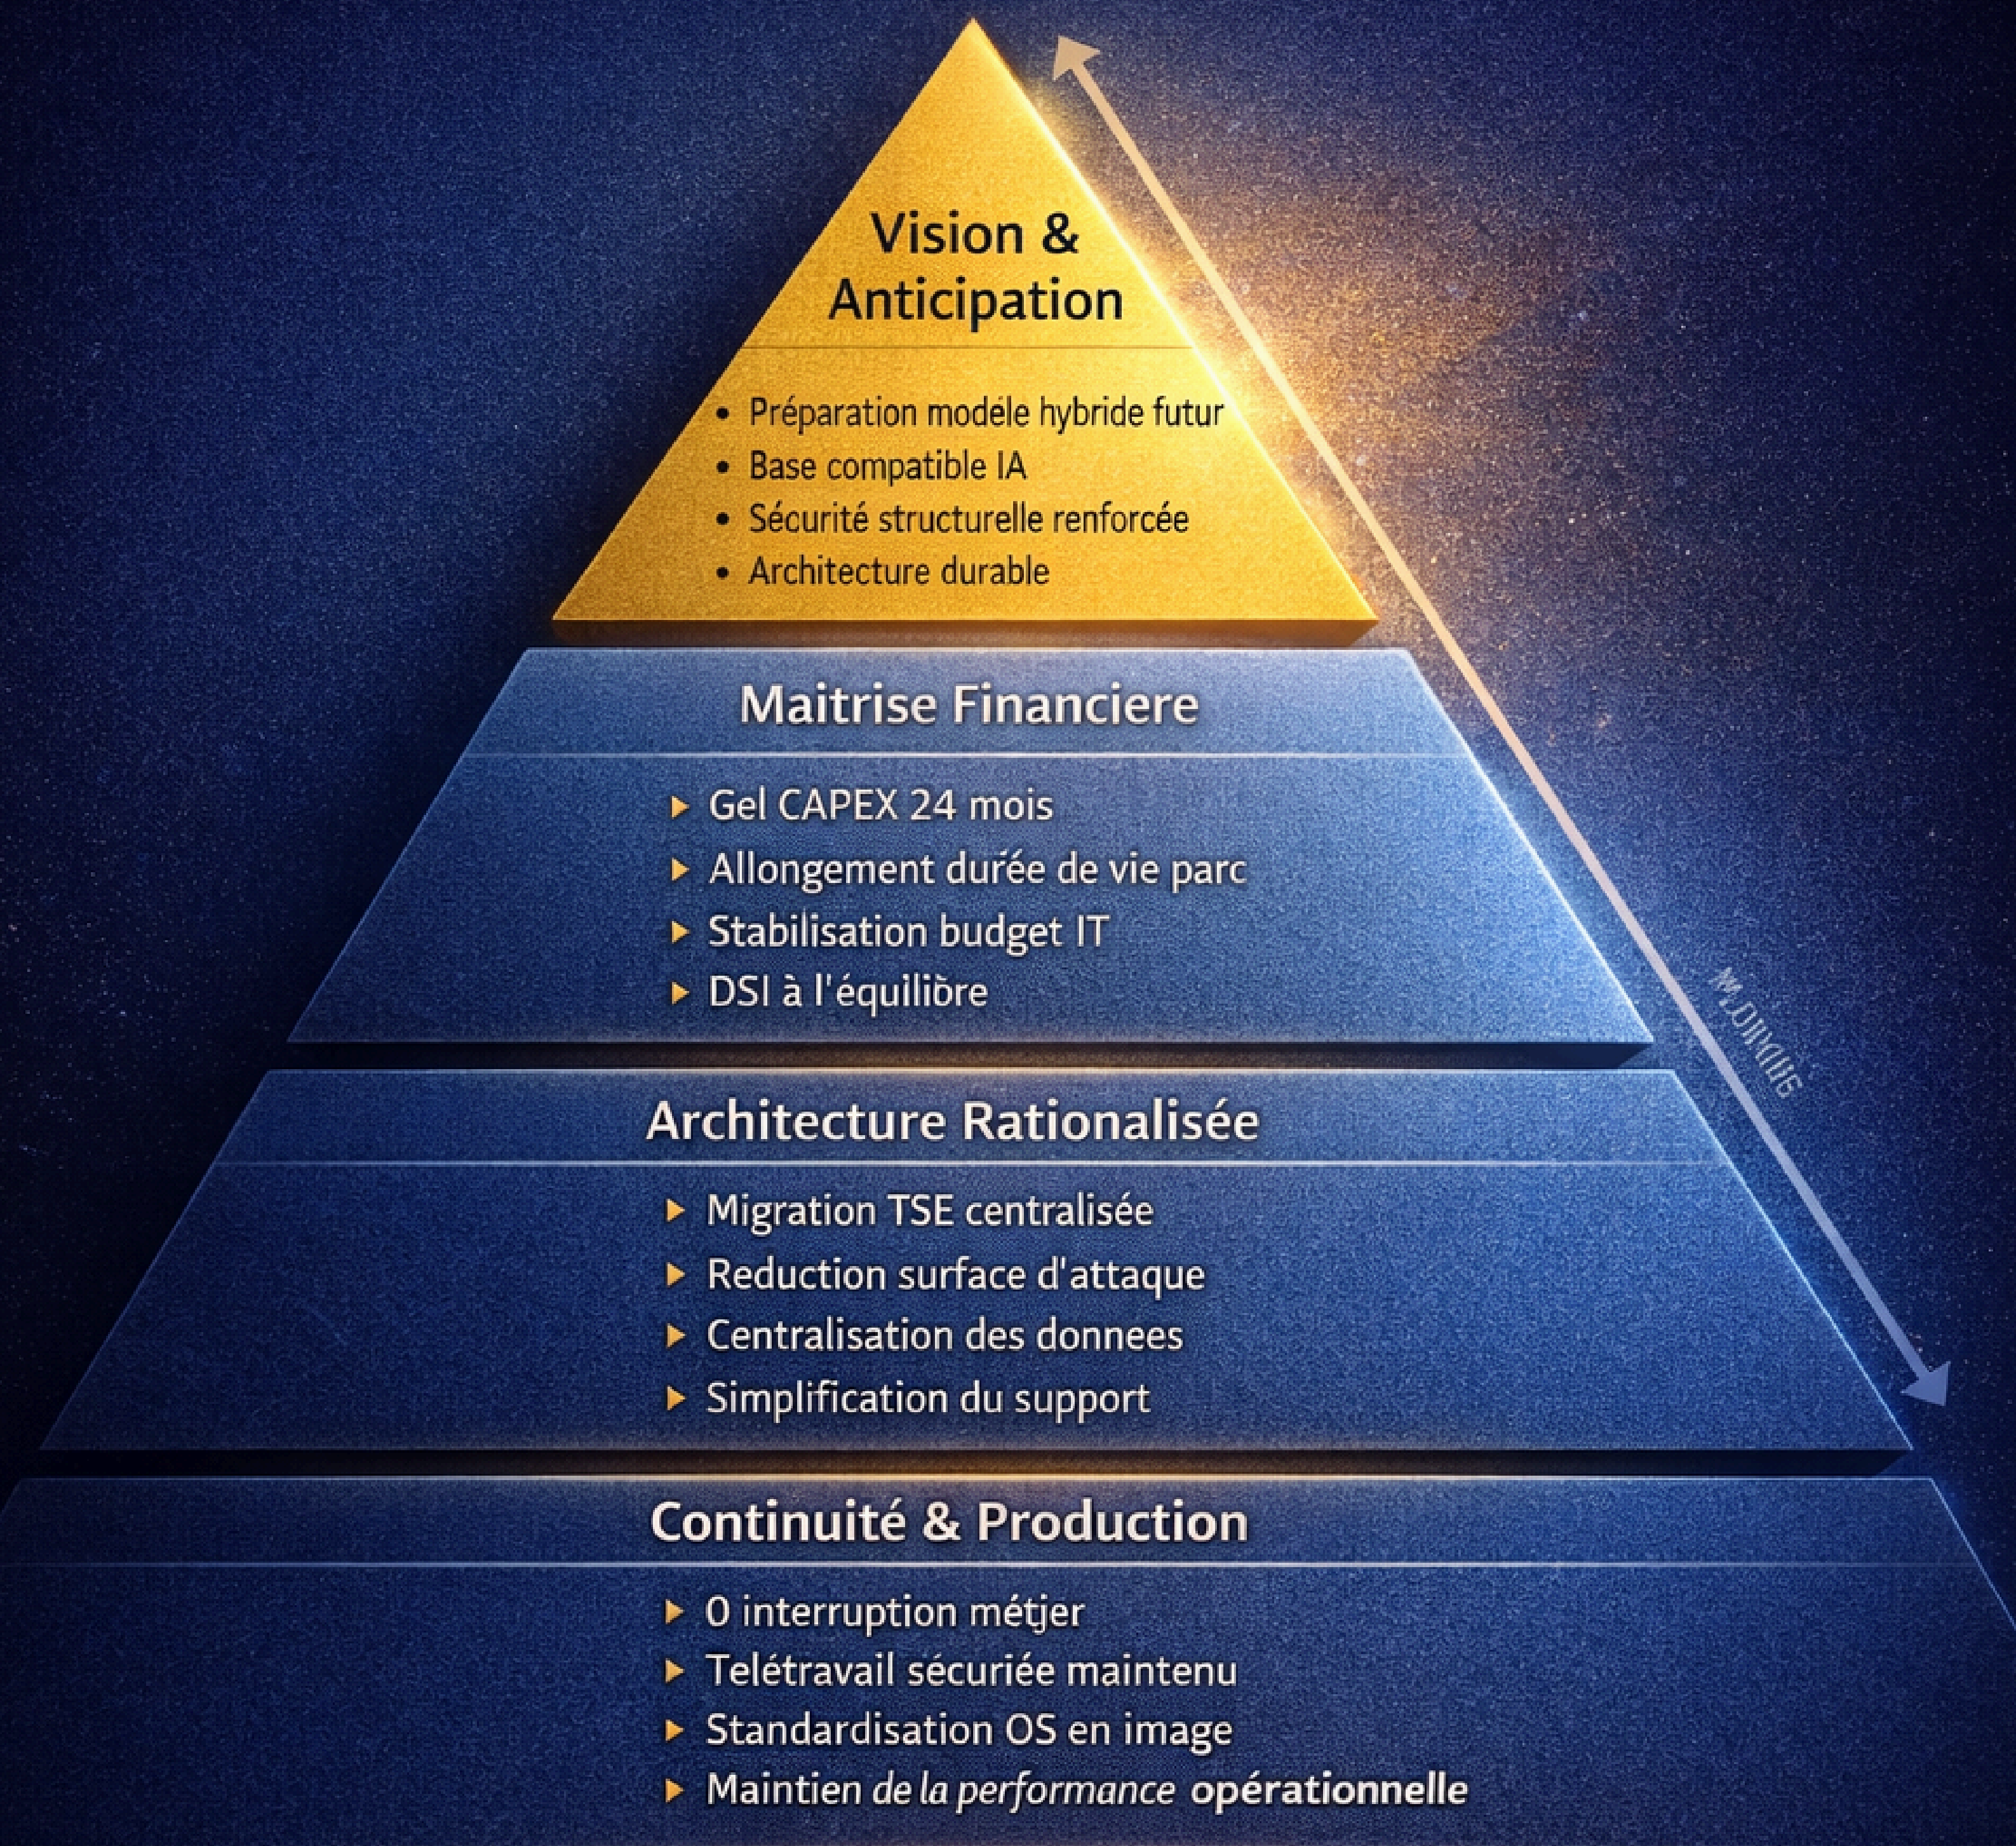 Vision &
Anticipation
• Préparation modéle hybride futur
• Base compatible IA
• Sécurité structurelle renforcée
• Architecture durable
Maitrise Financiere
Gel CAPEX 24 mois
Allongement durée de vie parc
Stabilisation budget IT
DSI à l'équilibre
Architecture Rationalisée
Migration TSE centralisée
Reduction surface d'attaque
Centralisation des donnees
Simplification du support
Continuité & Production
0 interruption métjer
Telétravail sécuriée maintenu
Standardisation OS en image
Maintien de la performance opérationnelle